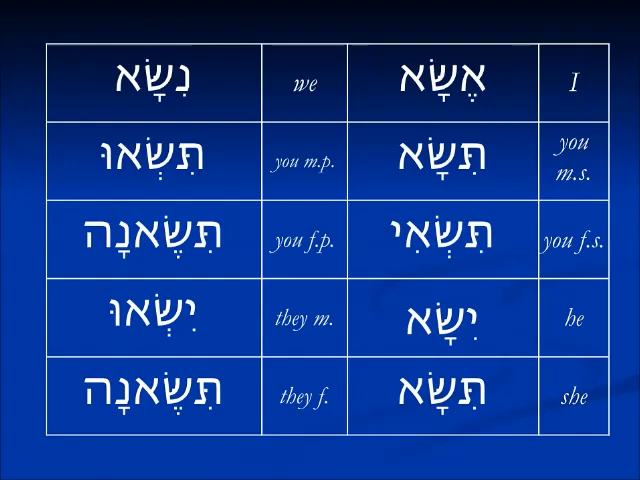 I אֶשָּׂא we נִשָּׂא
you m.s. תִּשָּׂא you m.p. תִּשְׂאוּ
you f.s. תִּשְׂאִי you f.p. תִּשֶּׂאנָה
he יִשָּׂא they m. יִשְׂאוּ
she תִּשָּׂא they f. תִּשֶּׂאנָה